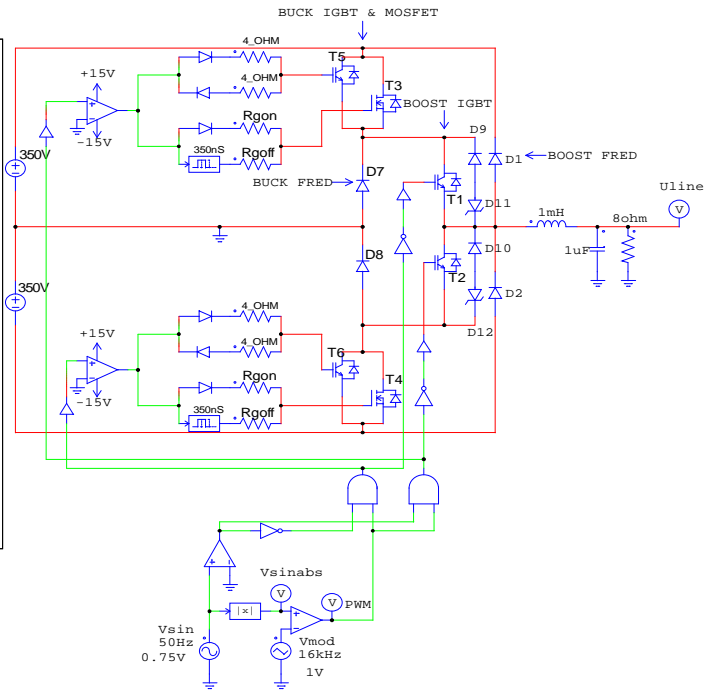 BUCK IGBT & MOSFET
4_OHM
T5
+15V
4_OHM
T3
-15V
Rgon
BOOST IGBT
350nS
Rgoff
D9
350V
D1
BOOST FRED
BUCK FRED
D7
T1
D11
Uline
V
1mH
8ohm
D10
1uF
D8
T2
350V
D2
4_OHM
+15V
4_OHM
T6
D12
-15V
Rgon
T4
350nS
Rgoff
Vsinabs
V
V
PWM
|x|
Vsin
50Hz
0.75V
Vmod
16kHz
1V